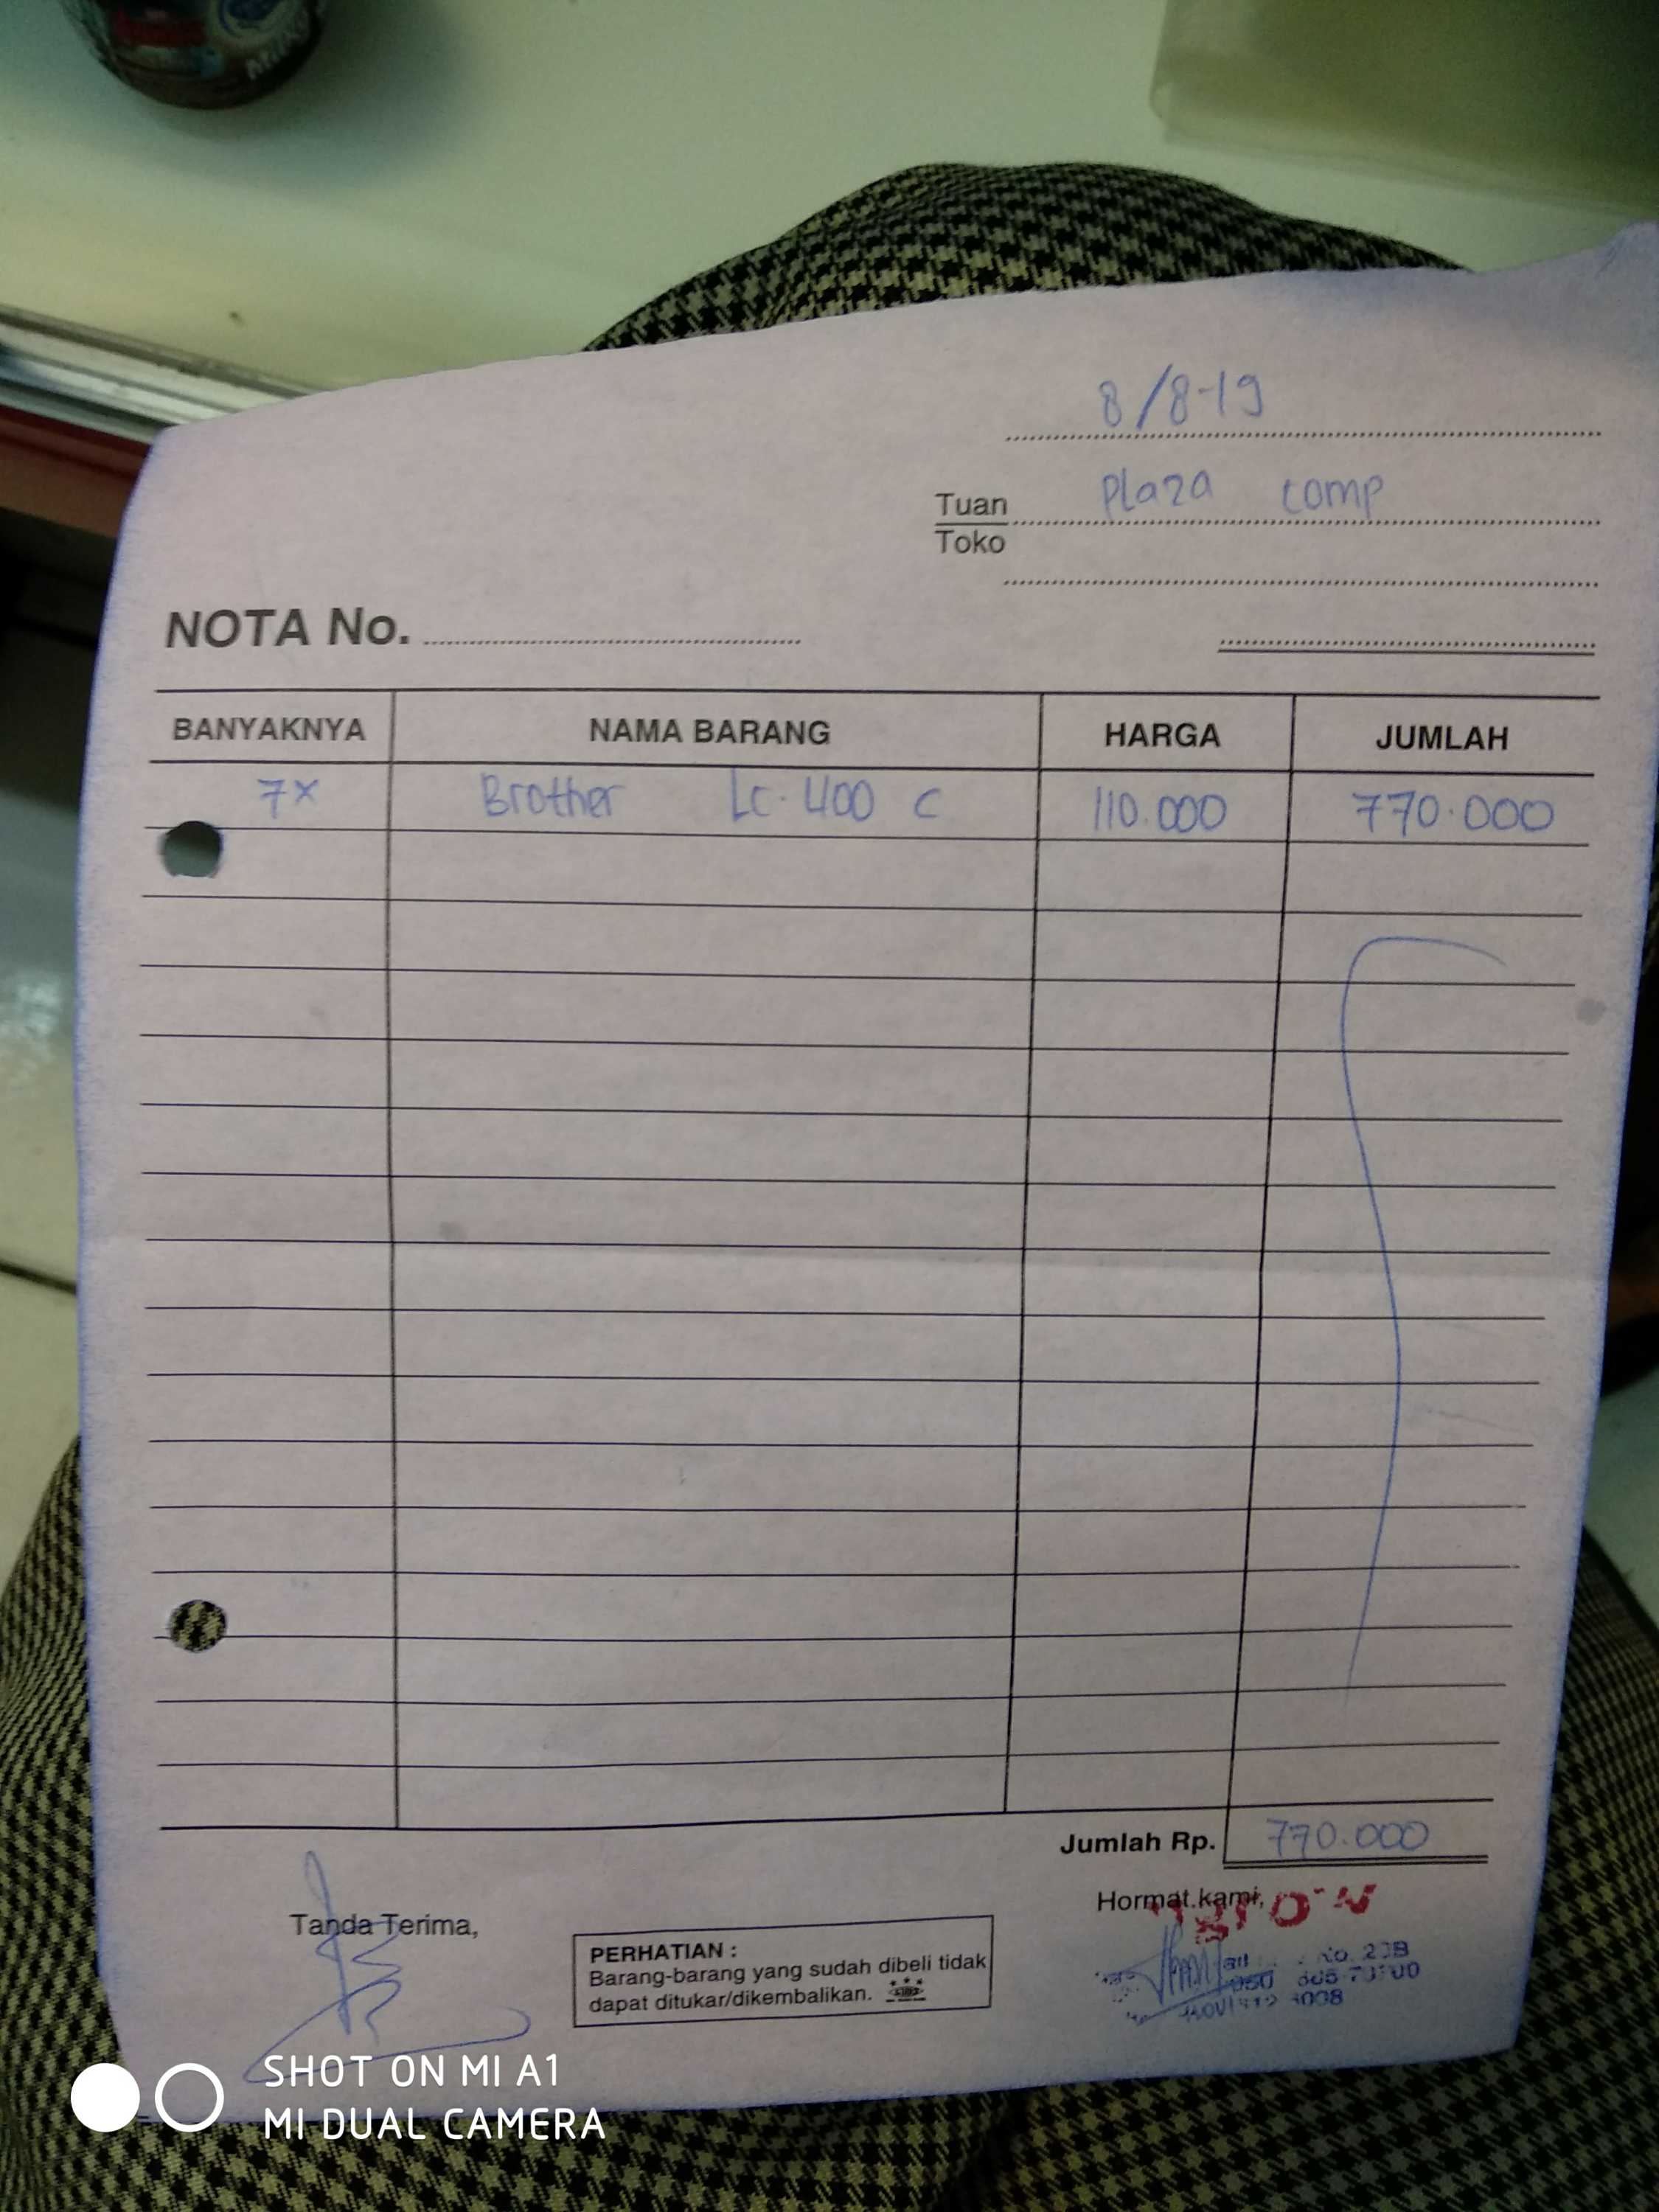 8/8-19
Tuan Plaza comp
Toko
NOTA No.
BANYAKNYA NAMA BARANG HARGA JUMLAH
7x Brother LC-400 C 110.000 770.000
Jumlah Rp. 770.000
Tanda Terima,
Hormat kami,
PERHATIAN :
Barang-barang yang sudah dibeli tidak
dapat ditukar/dikembalikan.
No. 23B
SHOT ON MI A1
MI DUAL CAMERA